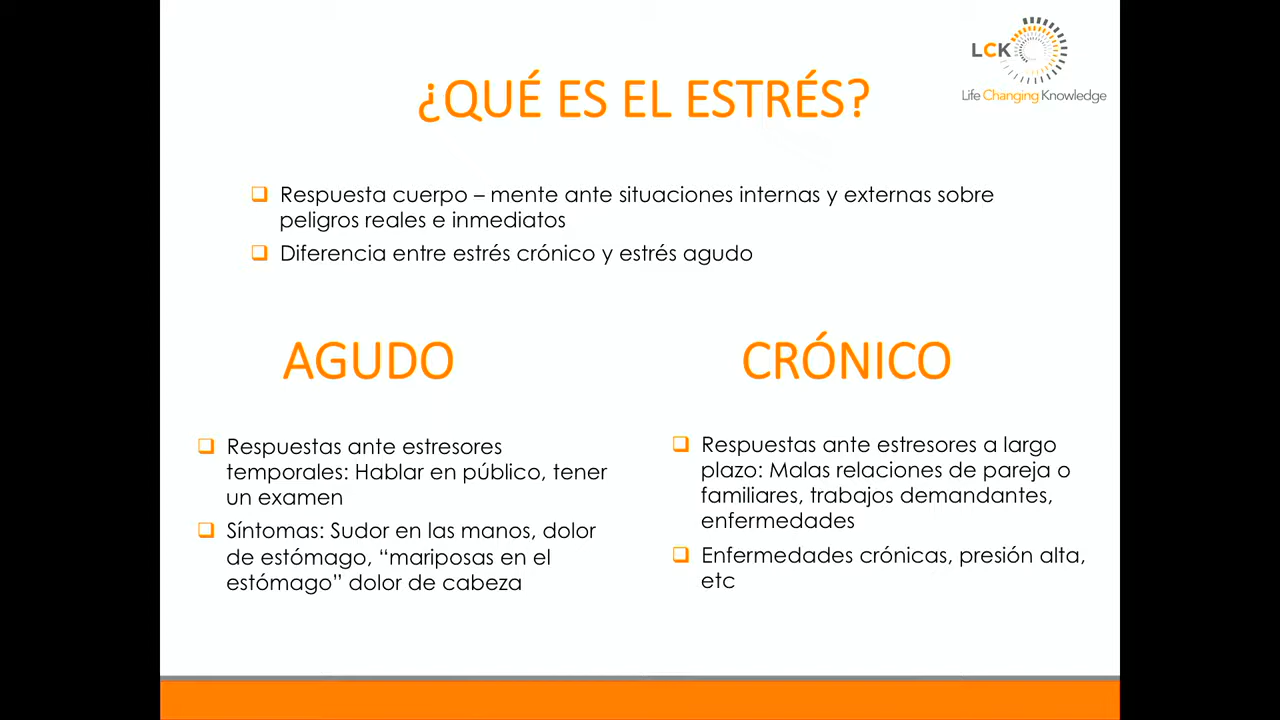 LCK
Life Changing Knowledge
¿QUÉ ES EL ESTRÉS?
Respuesta cuerpo – mente ante situaciones internas y externas sobre
peligros reales e inmediatos
Diferencia entre estrés crónico y estrés agudo
AGUDO
Respuestas ante estresores
temporales: Hablar en público, tener
un examen
Síntomas: Sudor en las manos, dolor
de estómago, “mariposas en el
estómago” dolor de cabeza
CRÓNICO
Respuestas ante estresores a largo
plazo: Malas relaciones de pareja o
familiares, trabajos demandantes,
enfermedades
Enfermedades crónicas, presión alta,
etc